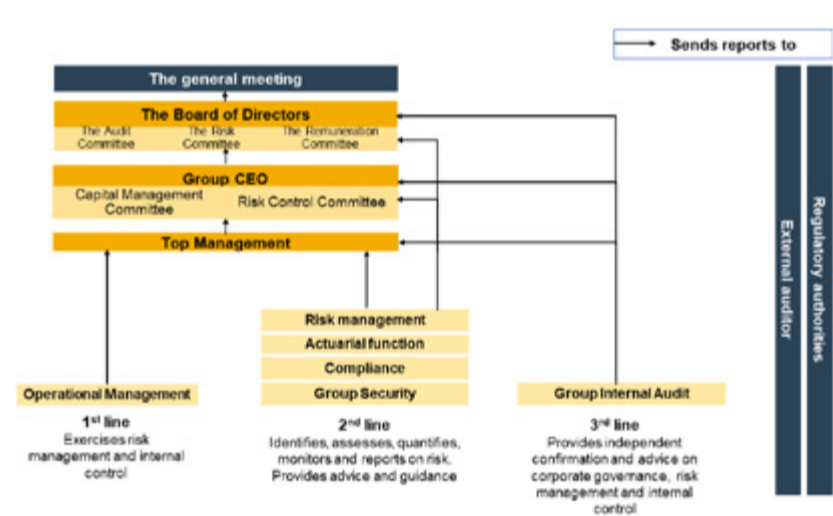 Sends reports to
The general meeting
The Board of Directors
The Audit
Committee
The Risk
Committee
The Remuneration
Committee
Group CEO
Capital Management
Committee
Risk Control Committee
Top Management
Risk management
Actuarial function
Compliance
Group Security
Operational Management
Group Internal Audit
1st line
Exercises risk
management and internal
control
2nd line
Identifies, assesses, quantifies,
monitors and reports on risk.
Provides advice and guidance
3rd line
Provides independent
confirmation and advice on
corporate governance, risk
management and internal
control
External auditor
Regulatory authorities